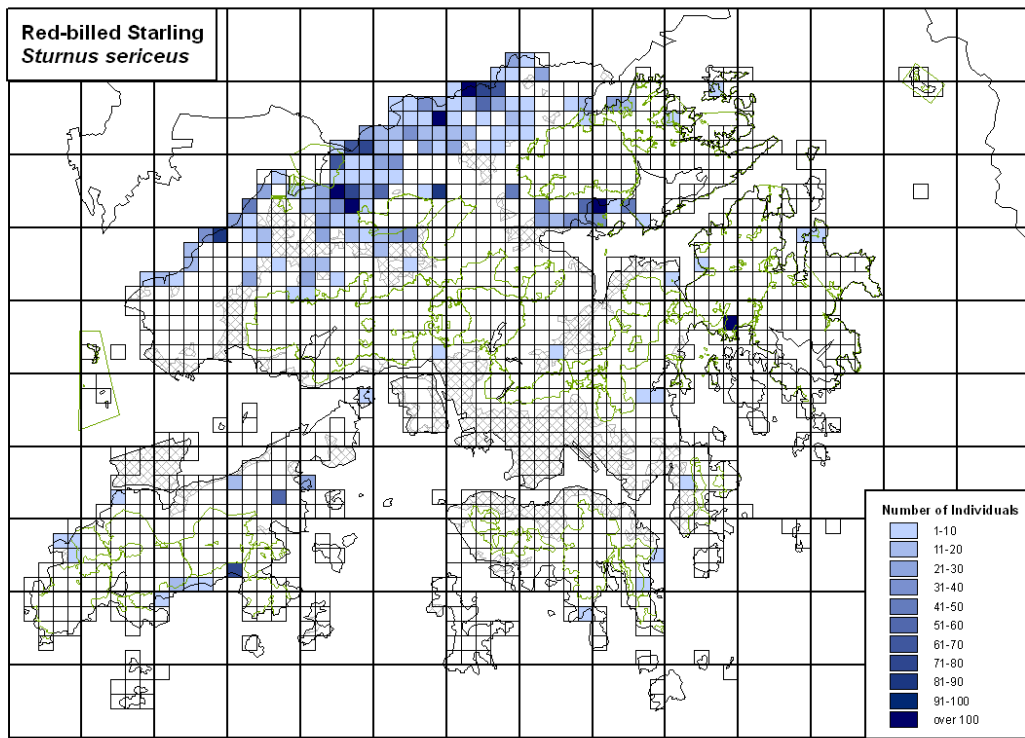 Red-billed Starling
Sturnus sericeus
Number of Individuals
1-10
11-20
21-30
31-40
41-50
51-60
61-70
71-80
81-90
91-100
over 100